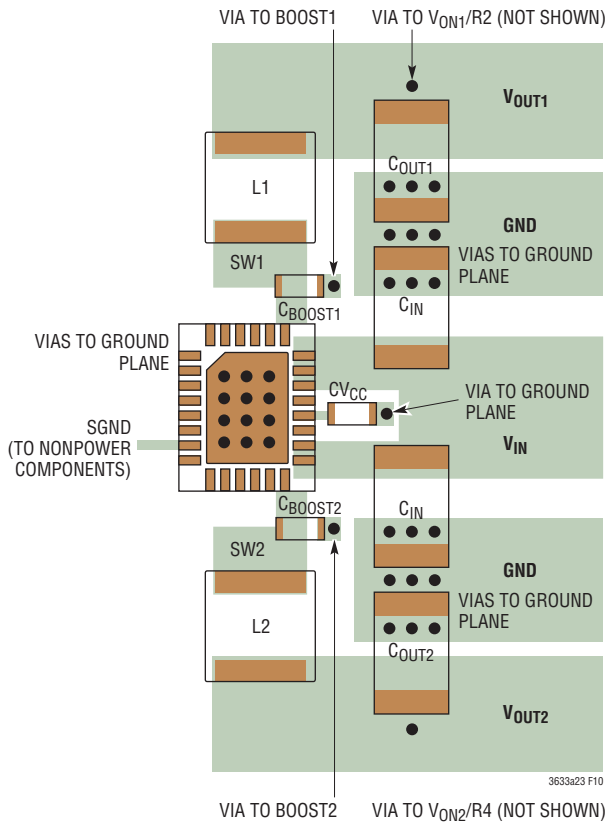 VIA TO BOOST1
VIA TO VON1/R2 (NOT SHOWN)
VOUT1
COUT1
L1
GND
VIAS TO GROUND
PLANE
SW1
CBOOST1
CIN
VIAS TO GROUND
PLANE
CVCC
VIA TO GROUND
PLANE
SGND
(TO NONPOWER
COMPONENTS)
VIN
CBOOST2
CIN
SW2
GND
VIAS TO GROUND
PLANE
L2
COUT2
VOUT2
3633a23 F10
VIA TO BOOST2
VIA TO VON2/R4 (NOT SHOWN)